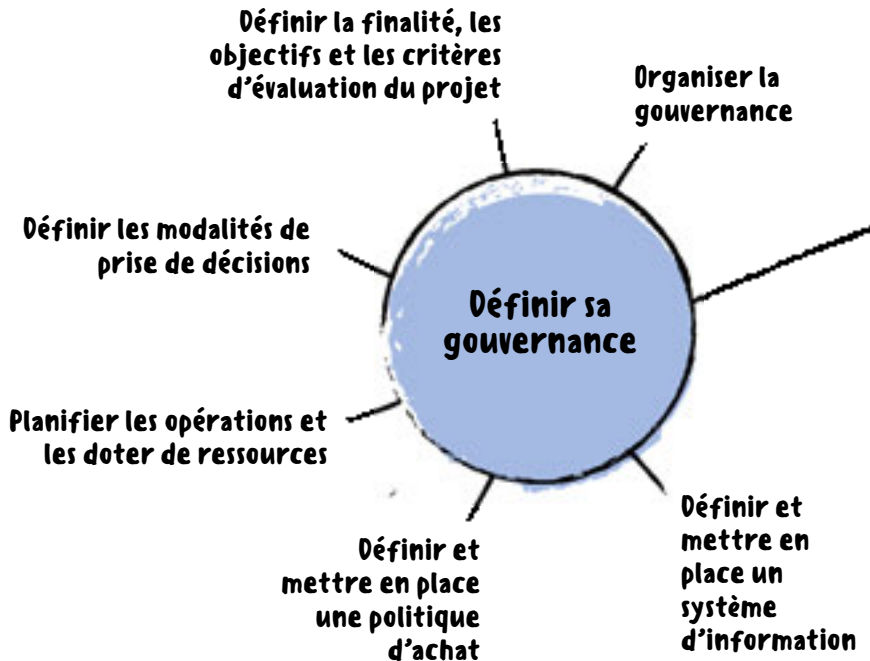 Définir la finalité, les
objectifs et les critères
d'évaluation du projet
Organiser la
gouvernance
Définir les modalités de
prise de décisions
Définir sa
gouvernance
Planifier les opérations et
les doter de ressources
Définir et
mettre en place
une politique
d'achat
Définir et
mettre en
place un
système
d'information